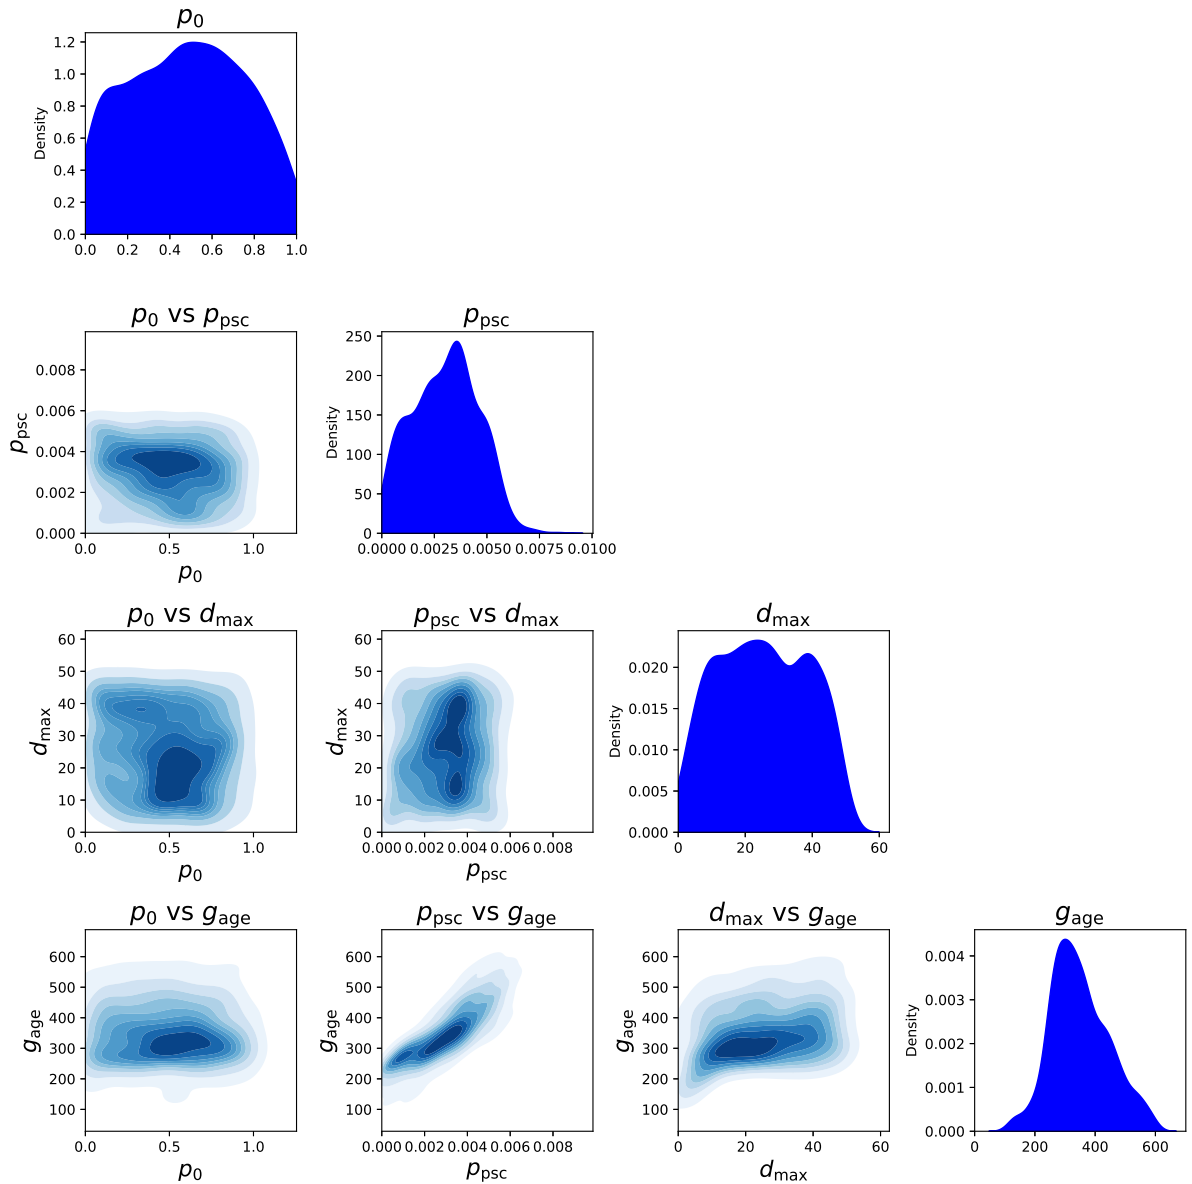 p0
Density
1.2
1.0
0.8
0.6
0.4
0.2
0.0
0.0 0.2 0.4 0.6 0.8 1.0
p0 vs ppsc
ppsc
0.008
0.006
0.004
0.002
0.000
0.0 0.5 1.0
p0
ppsc
Density
250
200
150
100
50
0
0.0000 0.0025 0.0050 0.0075 0.0100
p0 vs dmax
dmax
60
50
40
30
20
10
0
0.0 0.5 1.0
p0
ppsc vs dmax
dmax
60
50
40
30
20
10
0
0.000 0.002 0.004 0.006 0.008
ppsc
dmax
Density
0.020
0.015
0.010
0.005
0.000
0 20 40 60
p0 vs gage
gage
600
500
400
300
200
100
0.0 0.5 1.0
p0
ppsc vs gage
gage
600
500
400
300
200
100
0.000 0.002 0.004 0.006 0.008
ppsc
dmax vs gage
gage
600
500
400
300
200
100
0 20 40 60
dmax
gage
Density
0.004
0.003
0.002
0.001
0.000
0 200 400 600